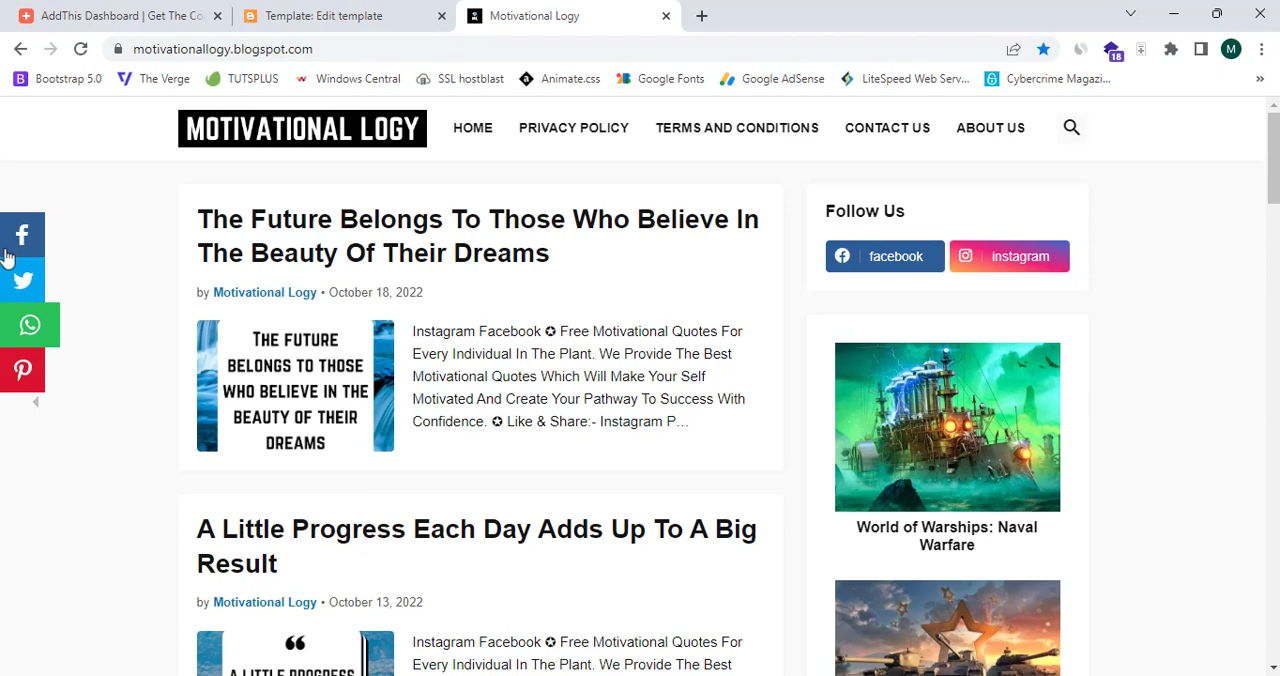 AddThis Dashboard | Get The Co
Template: Edit template
Motivational Logy
motivationallogy.blogspot.com
18
M
Bootstrap 5.0
The Verge
TUTSPLUS
Windows Central
SSL hostblast
Animate.css
Google Fonts
Google AdSense
LiteSpeed Web Serv...
Cybercrime Magazi...
»
MOTIVATIONAL LOGY
HOME
PRIVACY POLICY
TERMS AND CONDITIONS
CONTACT US
ABOUT US
The Future Belongs To Those Who Believe In
The Beauty Of Their Dreams
by Motivational Logy • October 18, 2022
THE FUTURE
BELONGS TO THOSE
WHO BELIEVE IN THE
BEAUTY OF THEIR
DREAMS
Instagram Facebook ✪ Free Motivational Quotes For
Every Individual In The Plant. We Provide The Best
Motivational Quotes Which Will Make Your Self
Motivated And Create Your Pathway To Success With
Confidence. ✪ Like & Share:- Instagram P…
A Little Progress Each Day Adds Up To A Big
Result
by Motivational Logy • October 13, 2022
A LITTLE PROGRESS
Instagram Facebook ✪ Free Motivational Quotes For
Every Individual In The Plant. We Provide The Best
Follow Us
facebook
instagram
World of Warships: Naval
Warfare